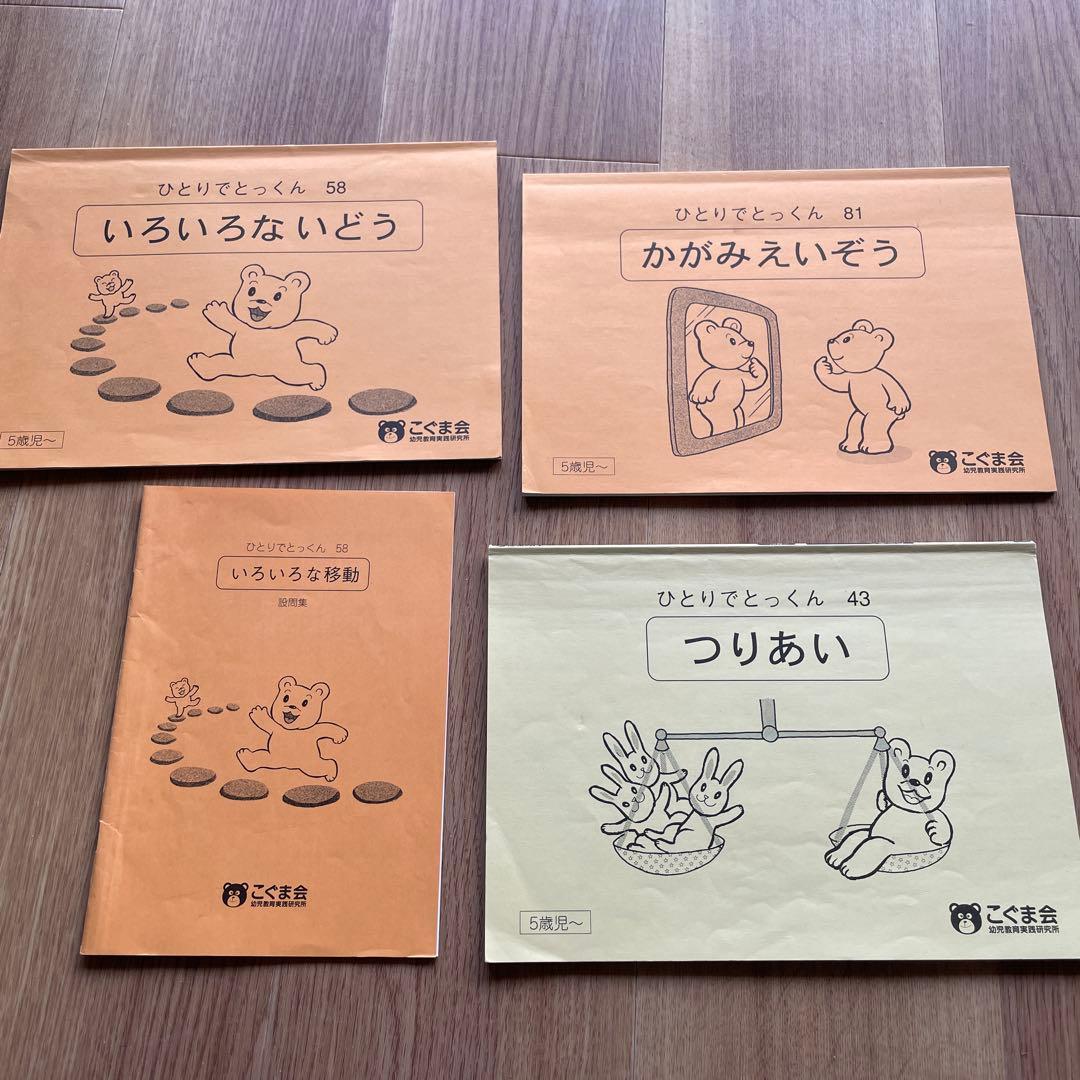 ひとりでとっくん 58
いろいろないどう
5歳児〜
こぐま会
幼児教育実践研究所
ひとりでとっくん 81
かがみえいぞう
5歳児〜
こぐま会
幼児教育実践研究所
ひとりでとっくん 58
いろいろな移動
設問集
こぐま会
幼児教育実践研究所
ひとりでとっくん 43
つりあい
5歳児〜
こぐま会
幼児教育実践研究所